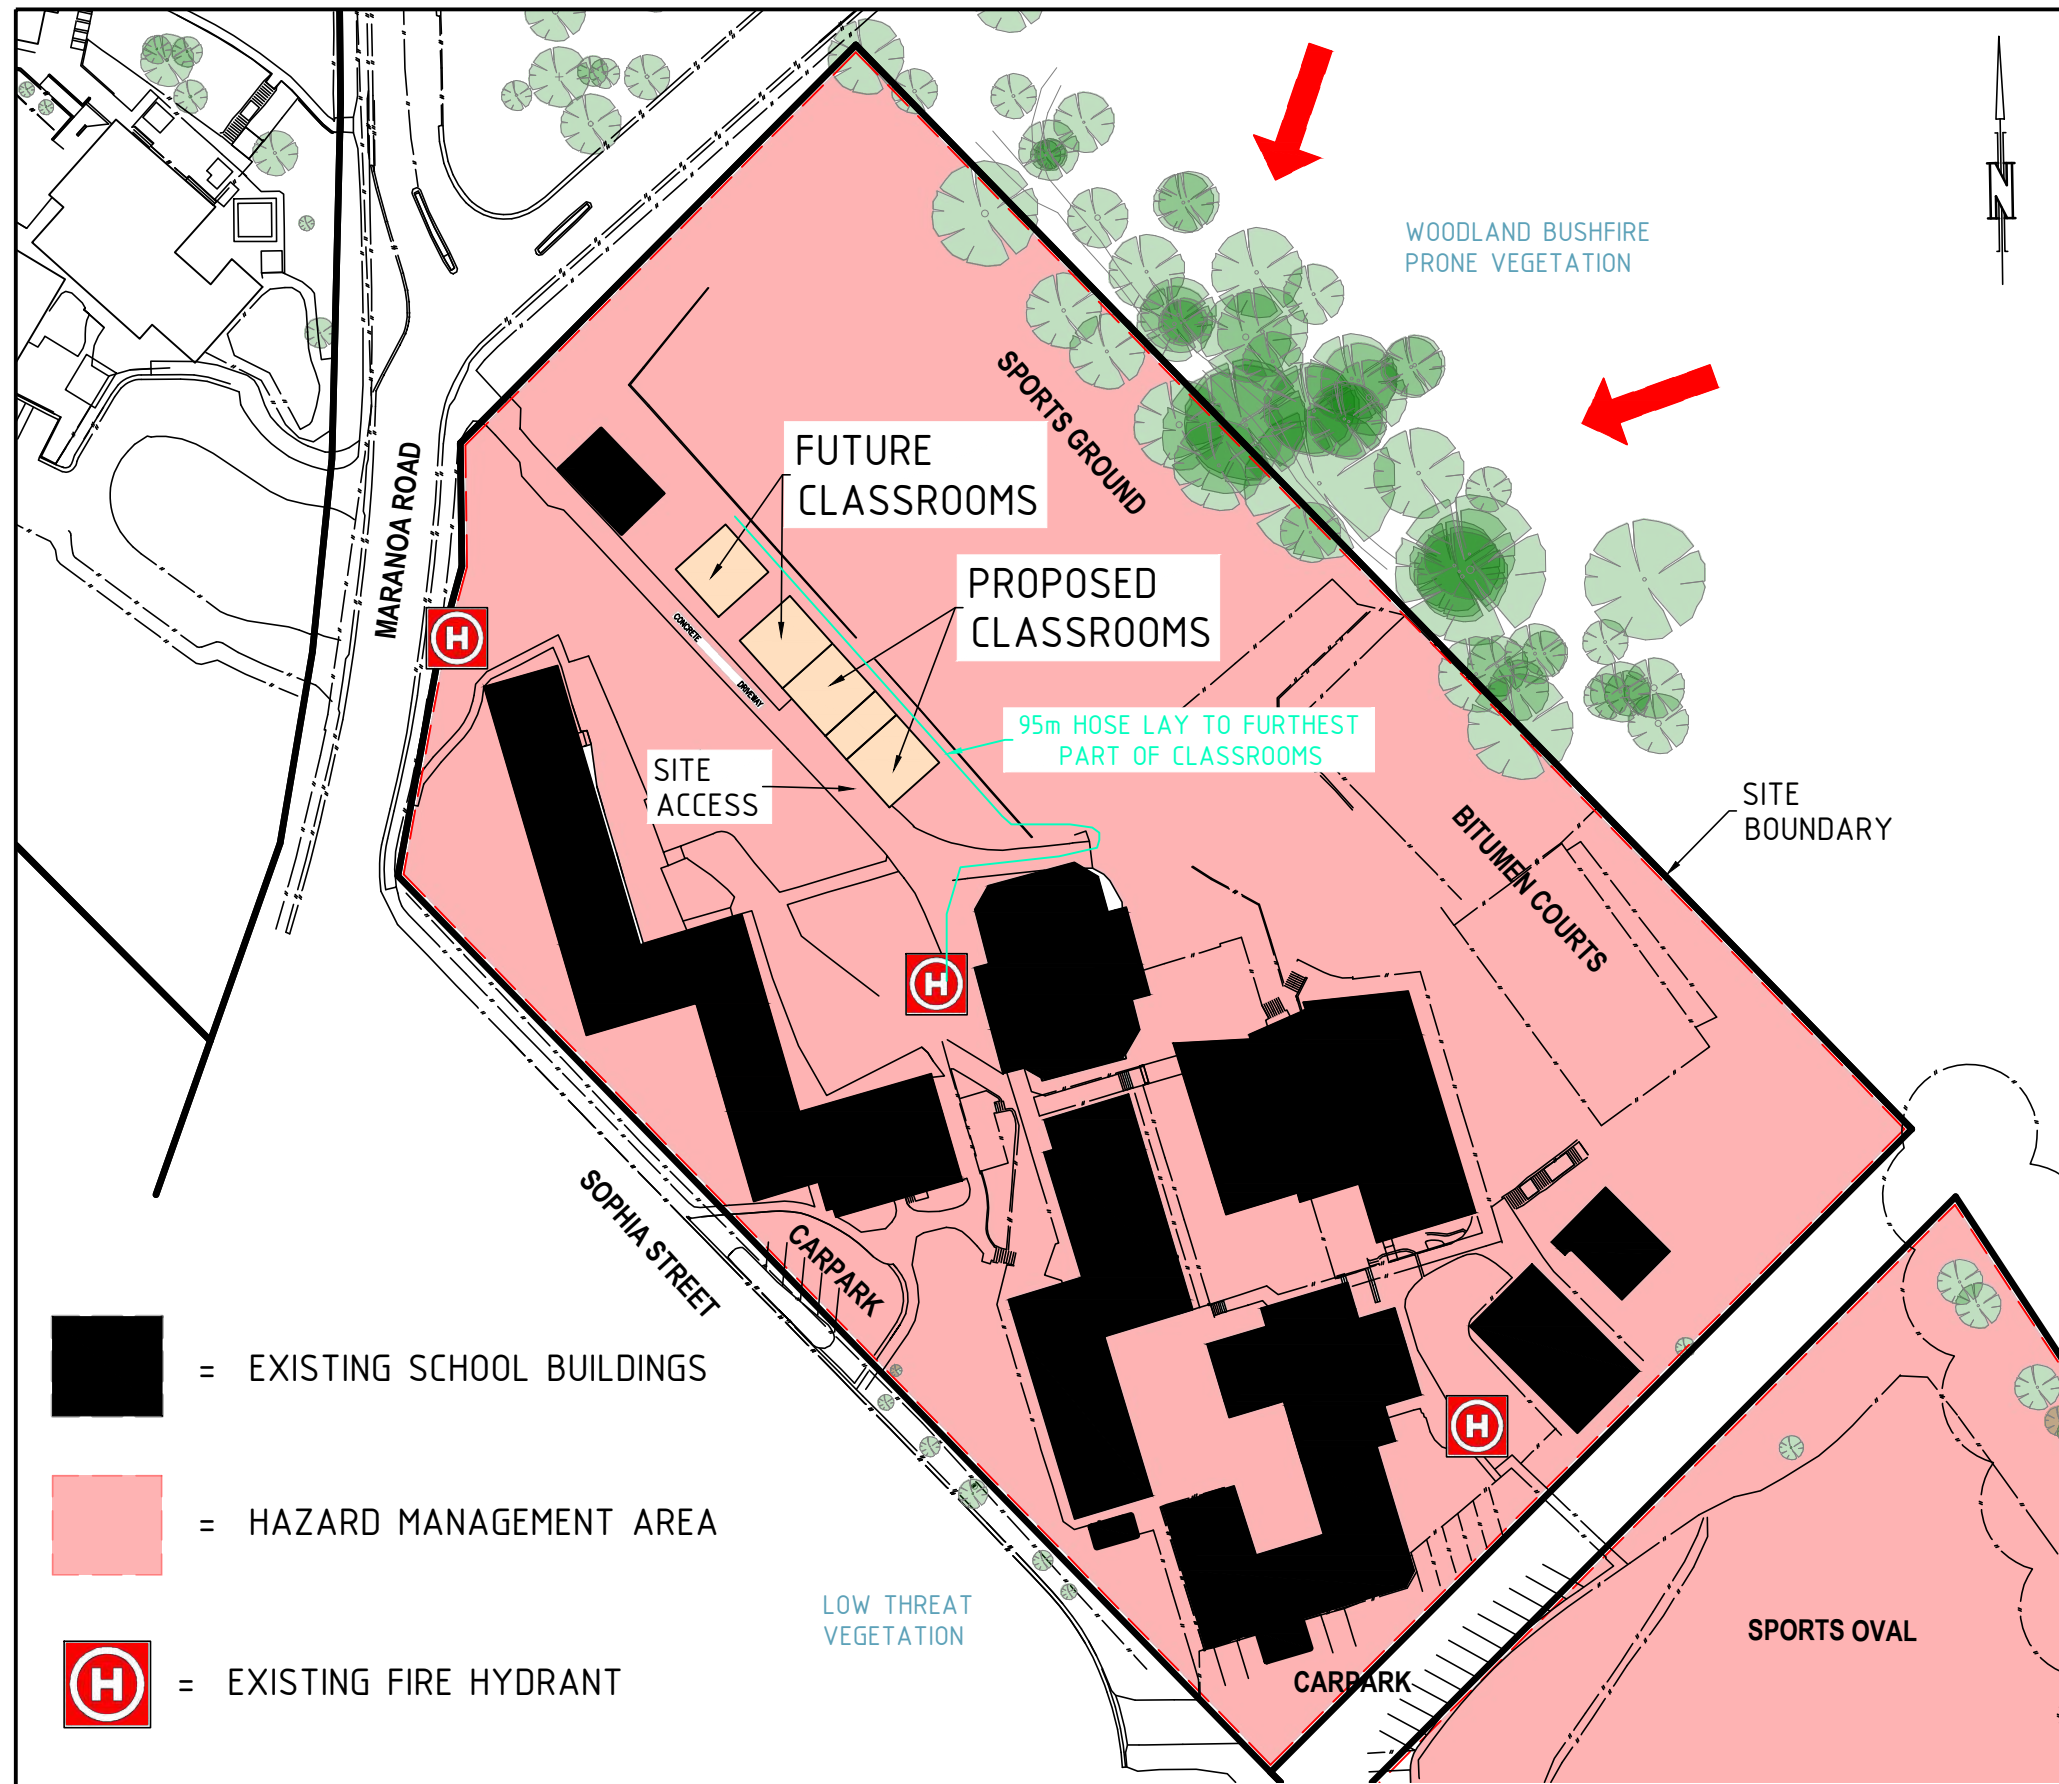 N
WOODLAND BUSHFIRE
PRONE VEGETATION
SPORTS GROUND
FUTURE
CLASSROOMS
MARANOA ROAD
PROPOSED
CLASSROOMS
H
CONCRETE
DRIVEWAY
95m HOSE LAY TO FURTHEST
PART OF CLASSROOMS
SITE
ACCESS
SITE
BOUNDARY
BITUMEN COURTS
H
SOPHIA STREET
CARPARK
= EXISTING SCHOOL BUILDINGS
H
= HAZARD MANAGEMENT AREA
LOW THREAT
VEGETATION
SPORTS OVAL
CARPARK
H
= EXISTING FIRE HYDRANT